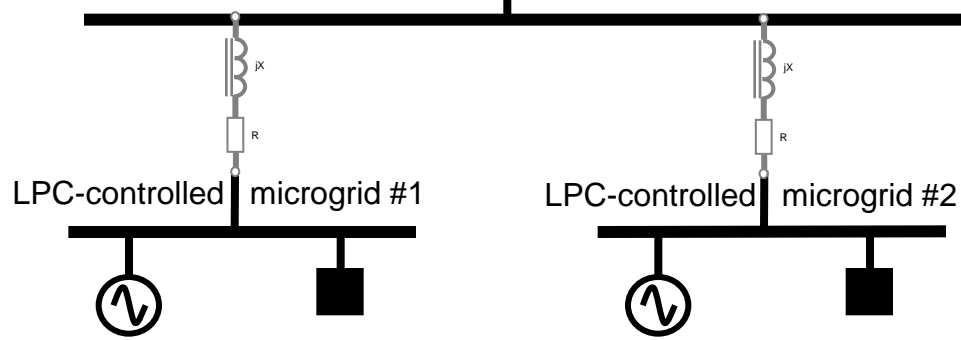 jX
jX
R
R
LPC-controlled microgrid #1
LPC-controlled microgrid #2